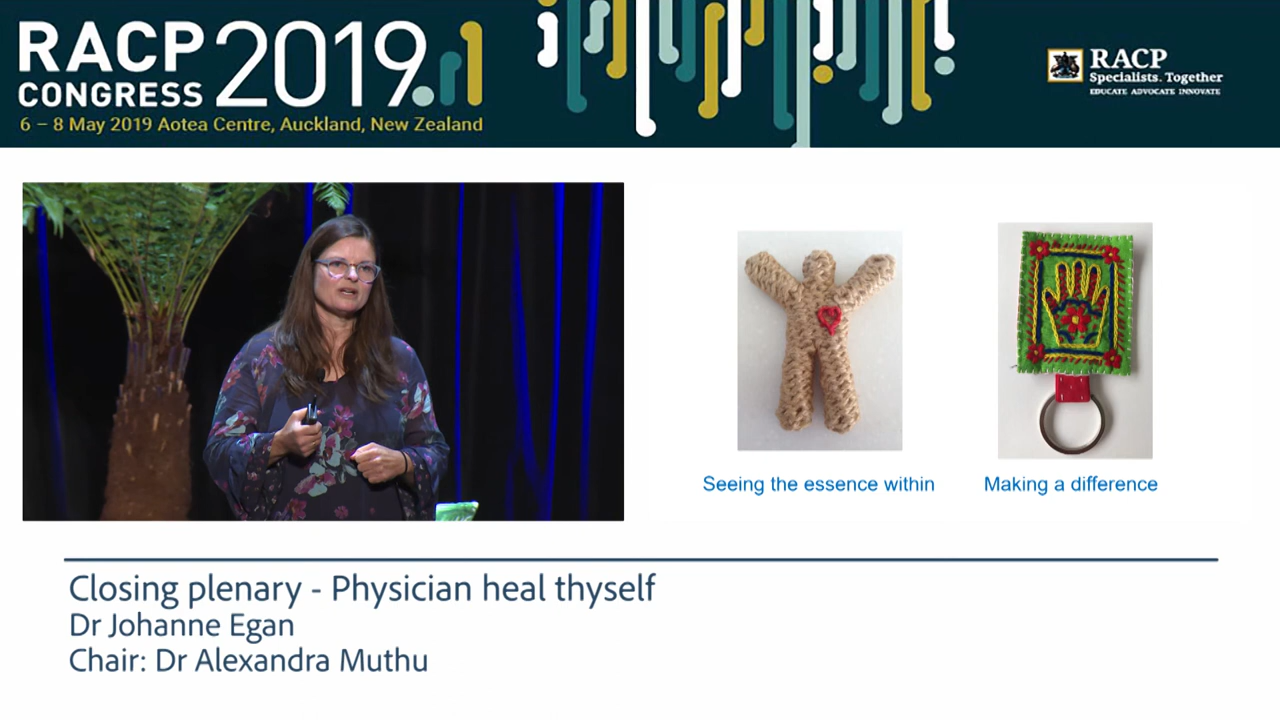 RACP
CONGRESS
2019
6 – 8 May 2019 Aotea Centre, Auckland, New Zealand
RACP
Specialists. Together
EDUCATE ADVOCATE INNOVATE
Seeing the essence within
Making a difference
Closing plenary - Physician heal thyself
Dr Johanne Egan
Chair: Dr Alexandra Muthu